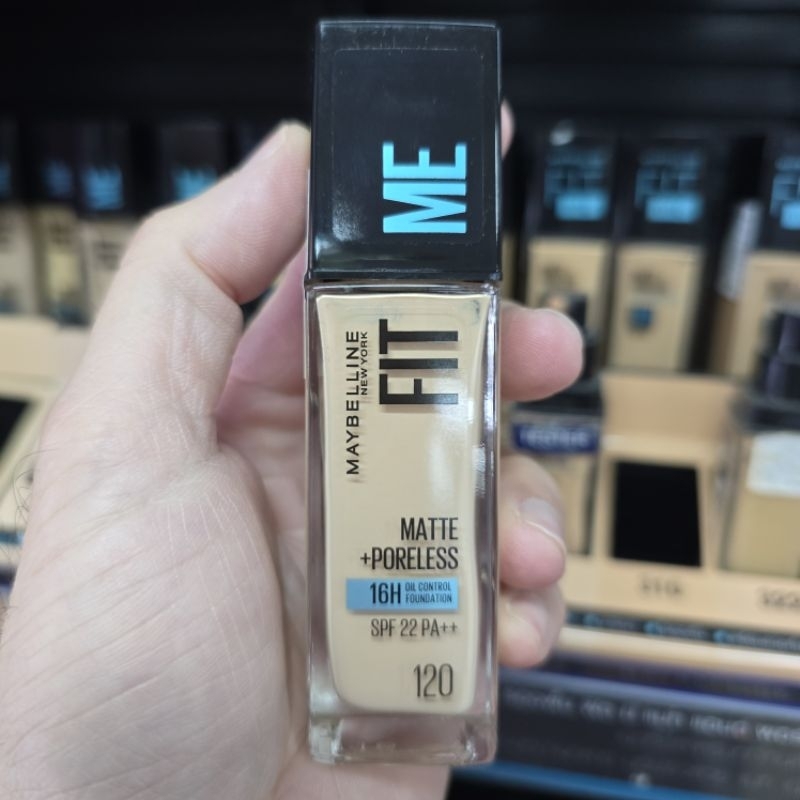 FIT ME
MAYBELLINE
NEW YORK
MATTE
+PORELESS
16H OIL CONTROL
FOUNDATION
SPF 22 PA++
120